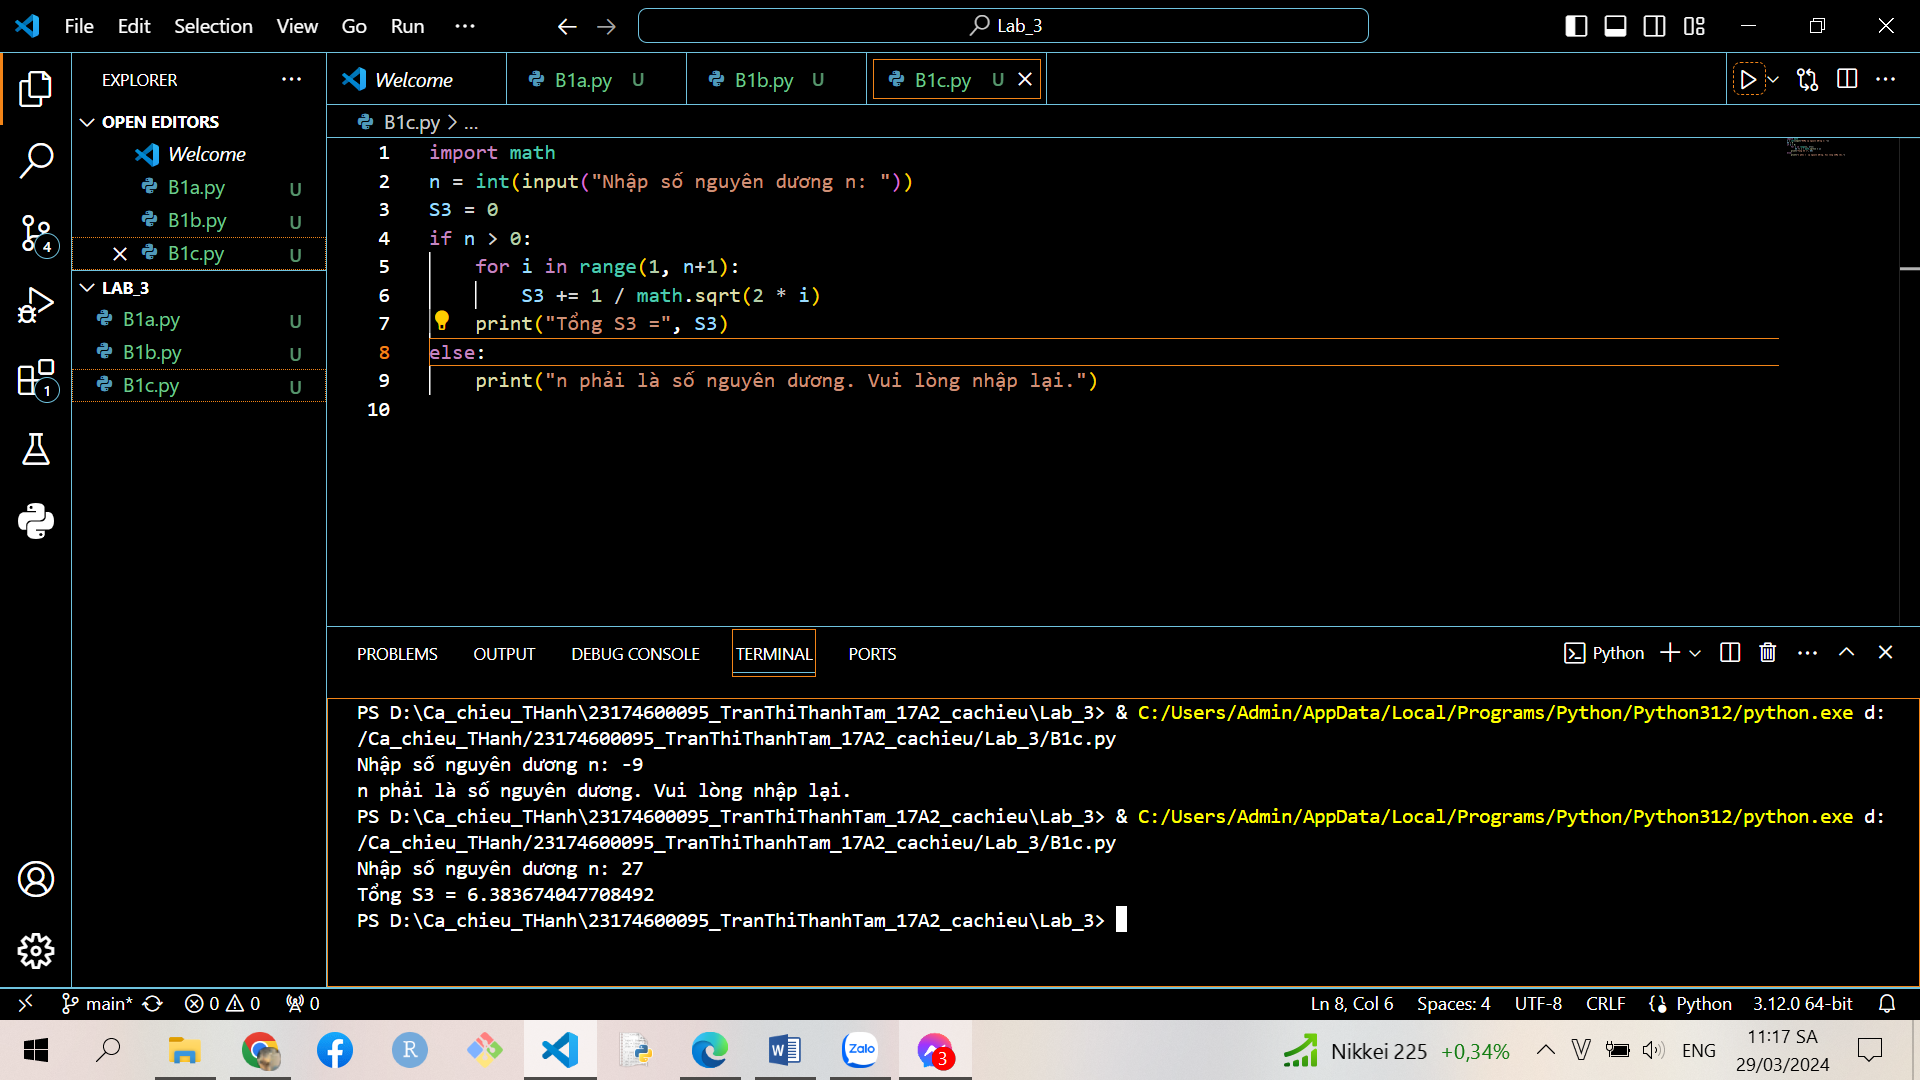 File Edit Selection View Go Run ...
Lab_3
EXPLORER ...
OPEN EDITORS
Welcome
B1a.py U
B1b.py U
B1c.py U
LAB_3
B1a.py U
B1b.py U
B1c.py U
4
1
Welcome
B1a.py U
B1b.py U
B1c.py U
B1c.py > ...
1 import math
2 n = int(input("Nhập số nguyên dương n: "))
3 S3 = 0
4 if n > 0:
5 for i in range(1, n+1):
6 S3 += 1 / math.sqrt(2 * i)
7 print("Tổng S3 =", S3)
8 else:
9 print("n phải là số nguyên dương. Vui lòng nhập lại.")
10
PROBLEMS OUTPUT DEBUG CONSOLE TERMINAL PORTS
Python
PS D:\Ca_chieu_THanh\23174600095_TranThiThanhTam_17A2_cachieu\Lab_3> & C:/Users/Admin/AppData/Local/Programs/Python/Python312/python.exe d:
/Ca_chieu_THanh/23174600095_TranThiThanhTam_17A2_cachieu/Lab_3/B1c.py
Nhập số nguyên dương n: -9
n phải là số nguyên dương. Vui lòng nhập lại.
PS D:\Ca_chieu_THanh\23174600095_TranThiThanhTam_17A2_cachieu\Lab_3> & C:/Users/Admin/AppData/Local/Programs/Python/Python312/python.exe d:
/Ca_chieu_THanh/23174600095_TranThiThanhTam_17A2_cachieu/Lab_3/B1c.py
Nhập số nguyên dương n: 27
Tổng S3 = 6.383674047708492
PS D:\Ca_chieu_THanh\23174600095_TranThiThanhTam_17A2_cachieu\Lab_3>
main* 0 0 0
Ln 8, Col 6 Spaces: 4 UTF-8 CRLF Python 3.12.0 64-bit
R
Zalo
3
Nikkei 225 +0,34%
V
ENG
11:17 SA
29/03/2024